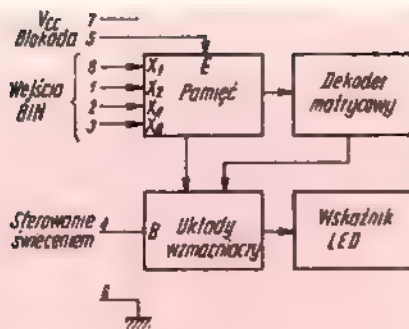 Vcc 7
Blokada 5
E
8 X1
1 X2
2 X4
3 X8
Wejścia
BIN
Pamięć
Dekoder
matrycowy
Sterowanie
świeceniem 4
B
Układy
wzmacniaczy
Wskaźnik
LED
6